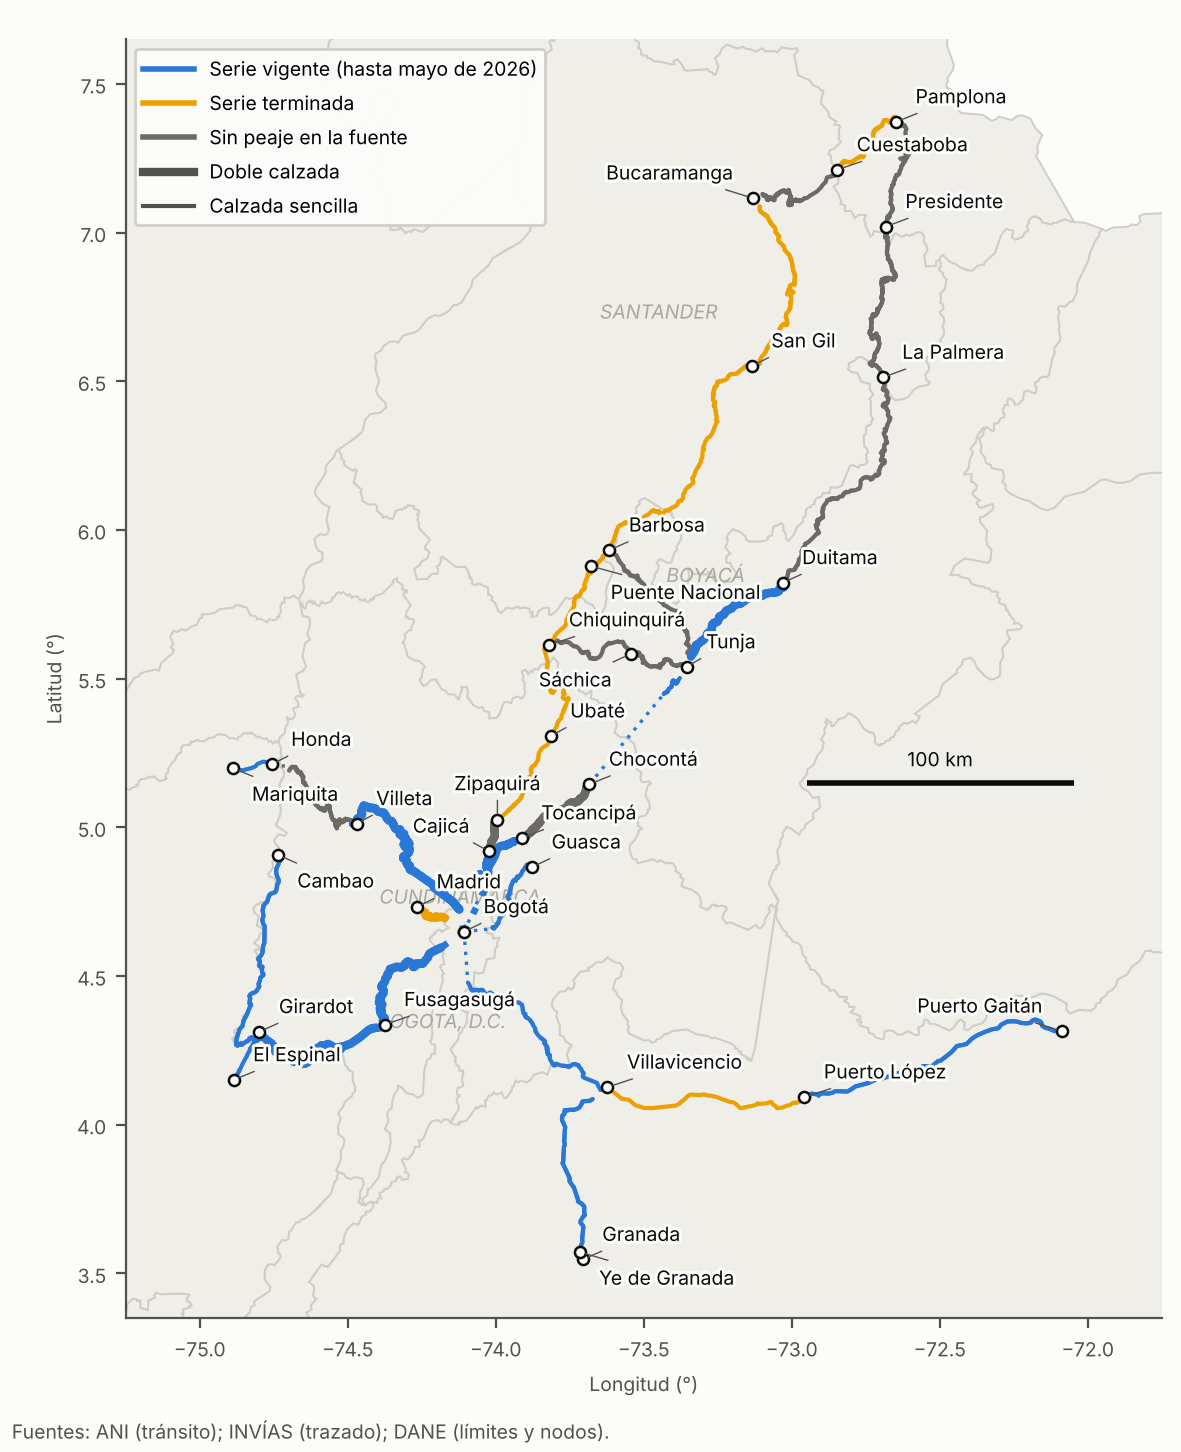 Serie vigente (hasta mayo de 2026)
Serie terminada
Sin peaje en la fuente
Doble calzada
Calzada sencilla
7.5
7.0
6.5
6.0
5.5
5.0
4.5
4.0
3.5
Latitud (°)
Pamplona
Cuestaboba
Bucaramanga
Presidente
SANTANDER
San Gil
La Palmera
Barbosa
Duitama
BOYACÁ
Puente Nacional
Chiquinquirá
Tunja
Sáchica
Ubaté
Honda
Chocontá
100 km
Zipaquirá
Mariquita
Villeta
Tocancipá
Cajicá
Guasca
Cambao
Madrid
CUNDINAMARCA
Bogotá
Girardot
Fusagasugá
Puerto Gaitán
BOGOTÁ, D.C.
El Espinal
Villavicencio
Puerto López
Granada
Ye de Granada
−75.0
−74.5
−74.0
−73.5
−73.0
−72.5
−72.0
Longitud (°)
Fuentes: ANI (tránsito); INVÍAS (trazado); DANE (límites y nodos).